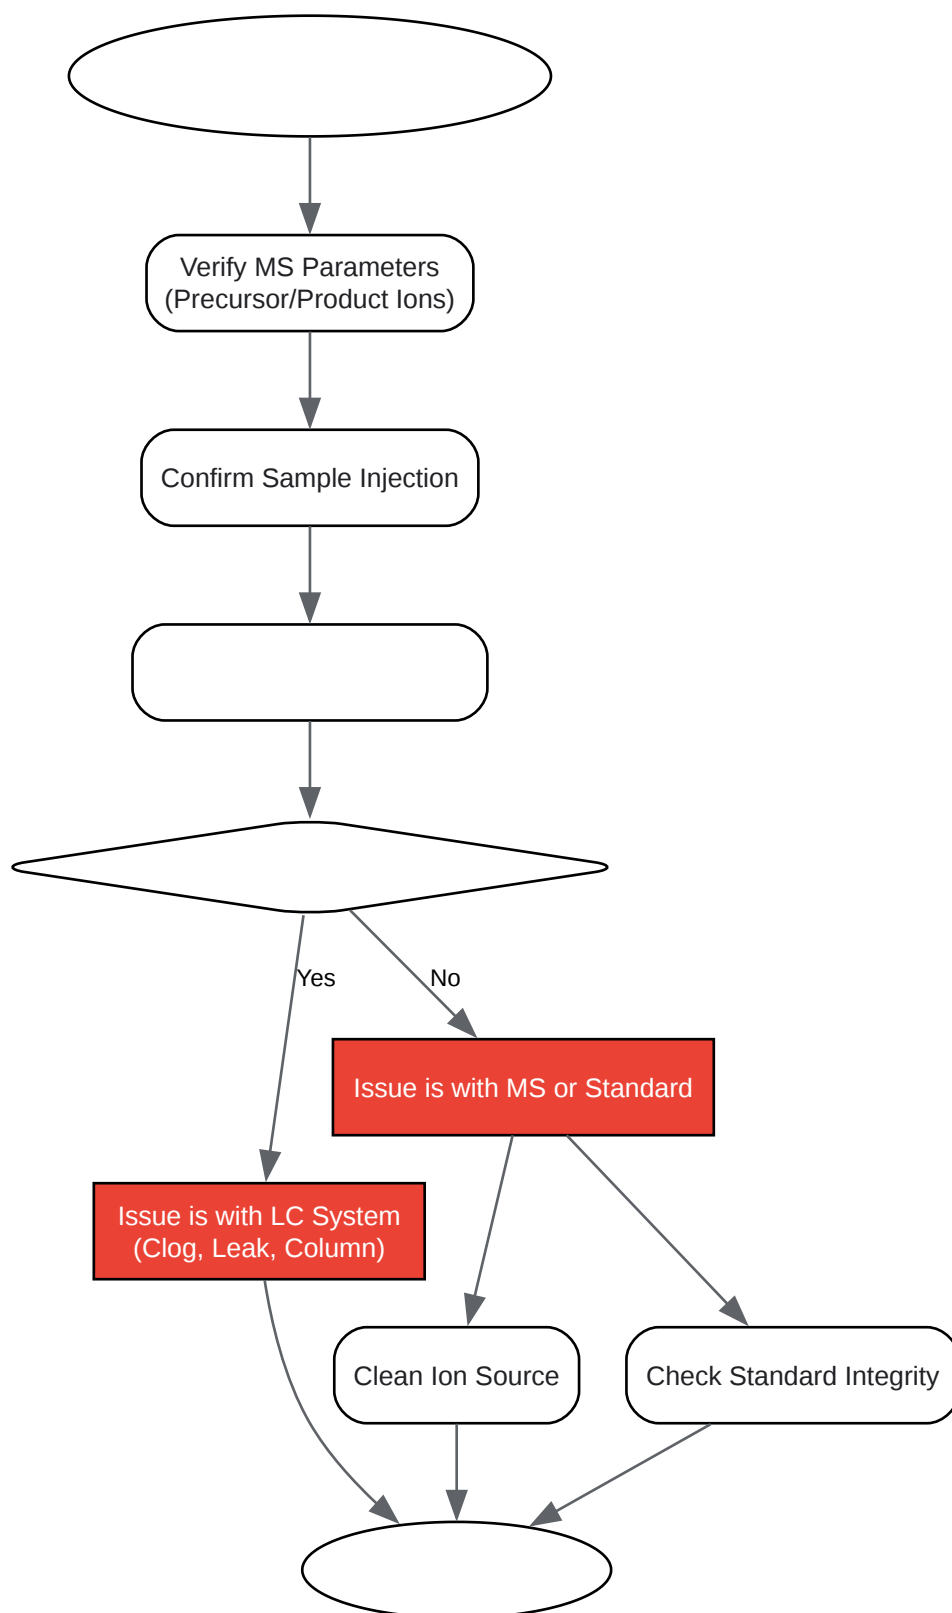 Verify MS Parameters
(Precursor/Product Ions)
Confirm Sample Injection
Yes
No
Issue is with MS or Standard
Issue is with LC System
(Clog, Leak, Column)
Clean Ion Source
Check Standard Integrity